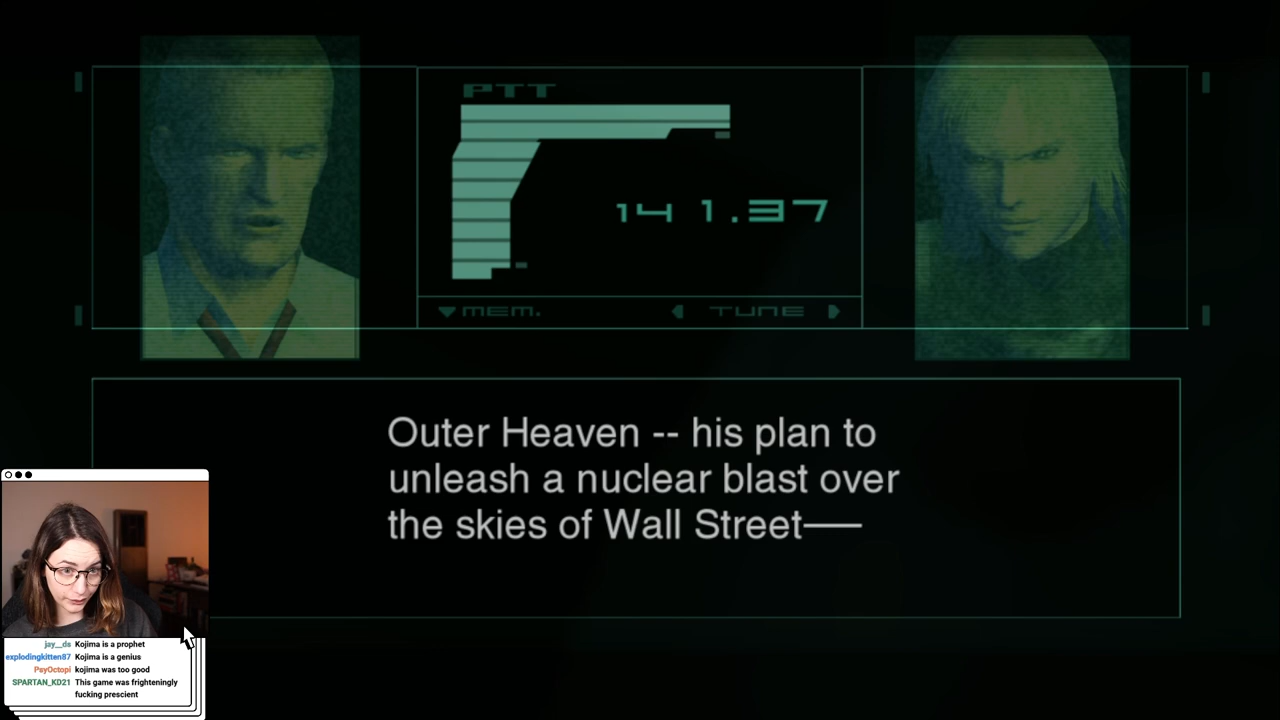 PTT
141.37
MEM.
TUNE
Outer Heaven -- his plan to
unleash a nuclear blast over
the skies of Wall Street——
jay__ds Kojima is a prophet
explodingkitten87 Kojima is a genius
PsyOctopi kojima was too good
SPARTAN_KD21 This game was frighteningly
fucking prescient